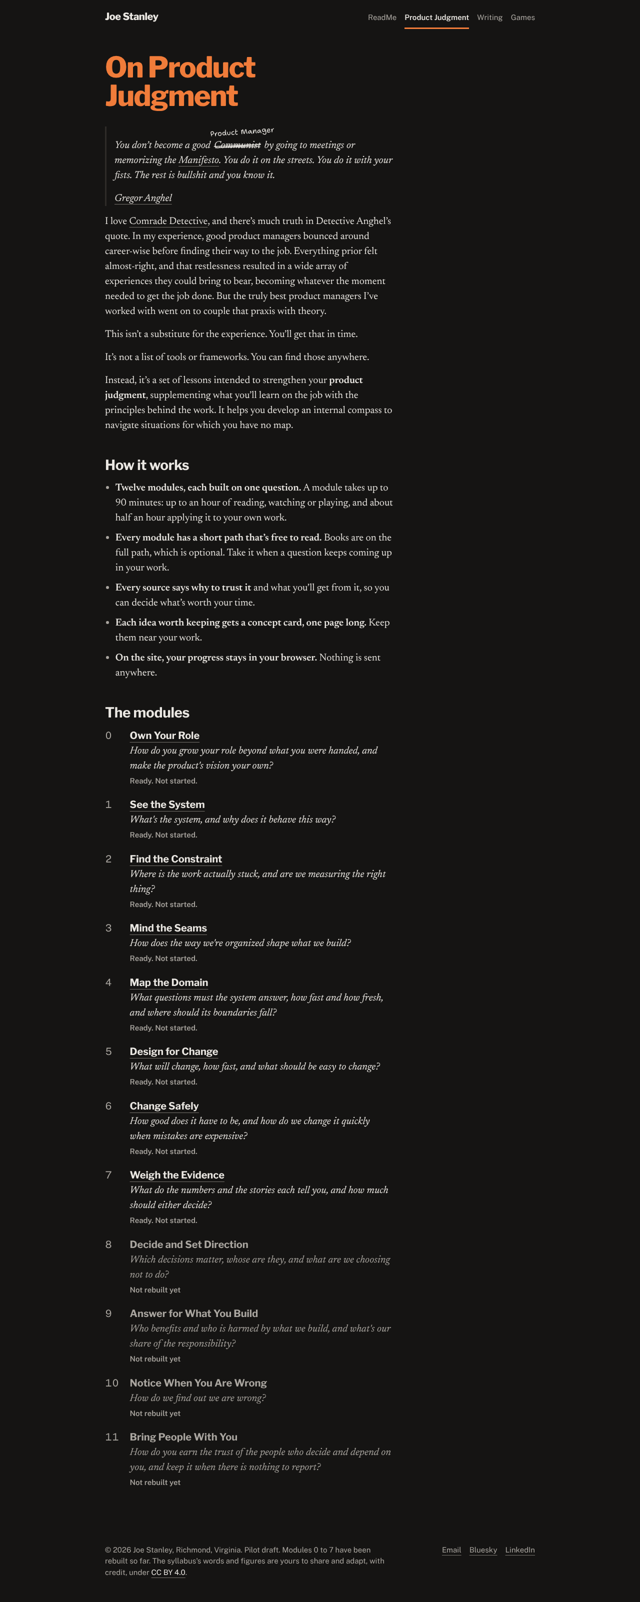 Joe Stanley
ReadMe Product Judgment Writing Games
On Product
Judgment
Product Manager
You don't become a good Communist by going to meetings or
memorizing the Manifesto. You do it on the streets. You do it with your
fists. The rest is bullshit and you know it.
Gregor Anghel
I love Comrade Detective, and there's much truth in Detective Anghel's
quote. In my experience, good product managers bounced around
career-wise before finding their way to the job. Everything prior felt
almost-right, and that restlessness resulted in a wide array of
experiences they could bring to bear, becoming whatever the moment
needed to get the job done. But the truly best product managers I've
worked with went on to couple that praxis with theory.
This isn't a substitute for the experience. You'll get that in time.
It's not a list of tools or frameworks. You can find those anywhere.
Instead, it's a set of lessons intended to strengthen your product
judgment, supplementing what you'll learn on the job with the
principles behind the work. It helps you develop an internal compass to
navigate situations for which you have no map.
How it works
• Twelve modules, each built on one question. A module takes up to
90 minutes: up to an hour of reading, watching or playing, and about
half an hour applying it to your own work.
• Every module has a short path that's free to read. Books are on the
full path, which is optional. Take it when a question keeps coming up
in your work.
• Every source says why to trust it and what you'll get from it, so you
can decide what's worth your time.
• Each idea worth keeping gets a concept card, one page long. Keep
them near your work.
• On the site, your progress stays in your browser. Nothing is sent
anywhere.
The modules
0 Own Your Role
How do you grow your role beyond what you were handed, and
make the product's vision your own?
Ready. Not started.
1 See the System
What's the system, and why does it behave this way?
Ready. Not started.
2 Find the Constraint
Where is the work actually stuck, and are we measuring the right
thing?
Ready. Not started.
3 Mind the Seams
How does the way we're organized shape what we build?
Ready. Not started.
4 Map the Domain
What questions must the system answer, how fast and how fresh,
and where should its boundaries fall?
Ready. Not started.
5 Design for Change
What will change, how fast, and what should be easy to change?
Ready. Not started.
6 Change Safely
How good does it have to be, and how do we change it quickly
when mistakes are expensive?
Ready. Not started.
7 Weigh the Evidence
What do the numbers and the stories each tell you, and how much
should either decide?
Ready. Not started.
8 Decide and Set Direction
Which decisions matter, whose are they, and what are we choosing
not to do?
Not rebuilt yet
9 Answer for What You Build
Who benefits and who is harmed by what we build, and what's our
share of the responsibility?
Not rebuilt yet
10 Notice When You Are Wrong
How do we find out we are wrong?
Not rebuilt yet
11 Bring People With You
How do you earn the trust of the people who decide and depend on
you, and keep it when there is nothing to report?
Not rebuilt yet
© 2026 Joe Stanley, Richmond, Virginia. Pilot draft. Modules 0 to 7 have been
rebuilt so far. The syllabus's words and figures are yours to share and adapt, with
credit, under CC BY 4.0.
Email Bluesky LinkedIn